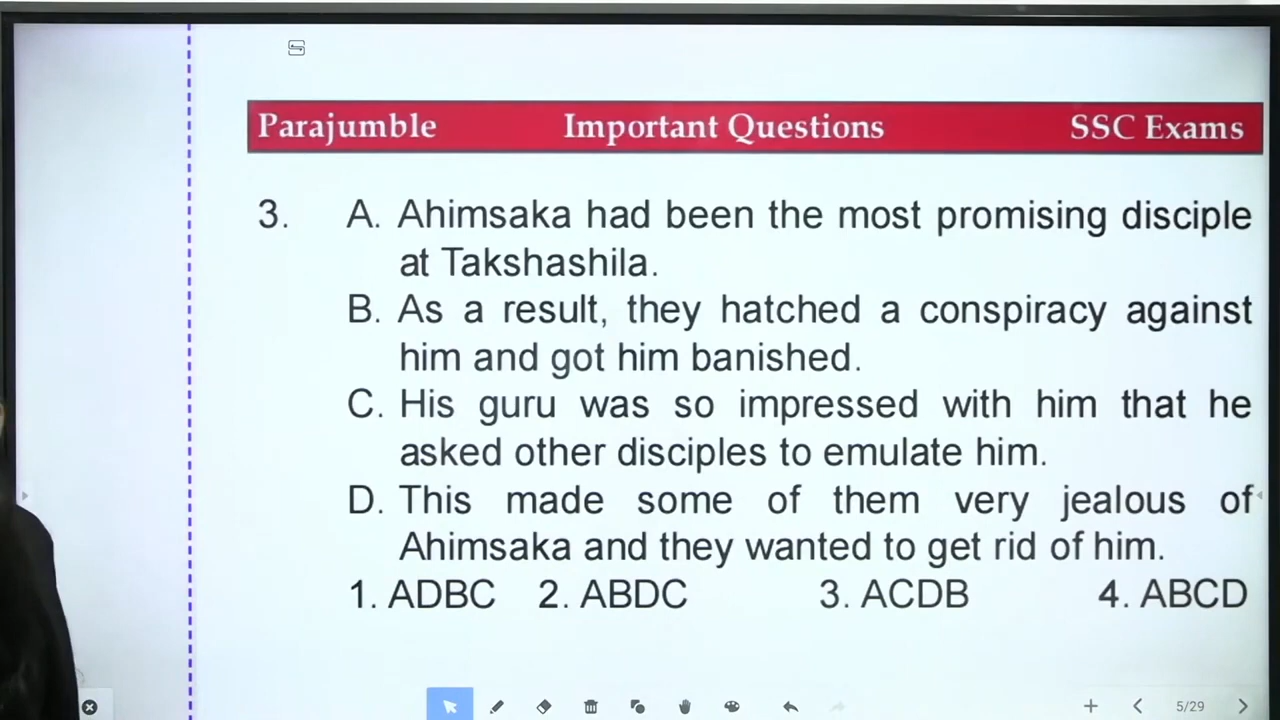 Parajumble Important Questions SSC Exams
3. A. Ahimsaka had been the most promising disciple
at Takshashila.
B. As a result, they hatched a conspiracy against
him and got him banished.
C. His guru was so impressed with him that he
asked other disciples to emulate him.
D. This made some of them very jealous of
Ahimsaka and they wanted to get rid of him.
1. ADBC 2. ABDC 3. ACDB 4. ABCD
5/29